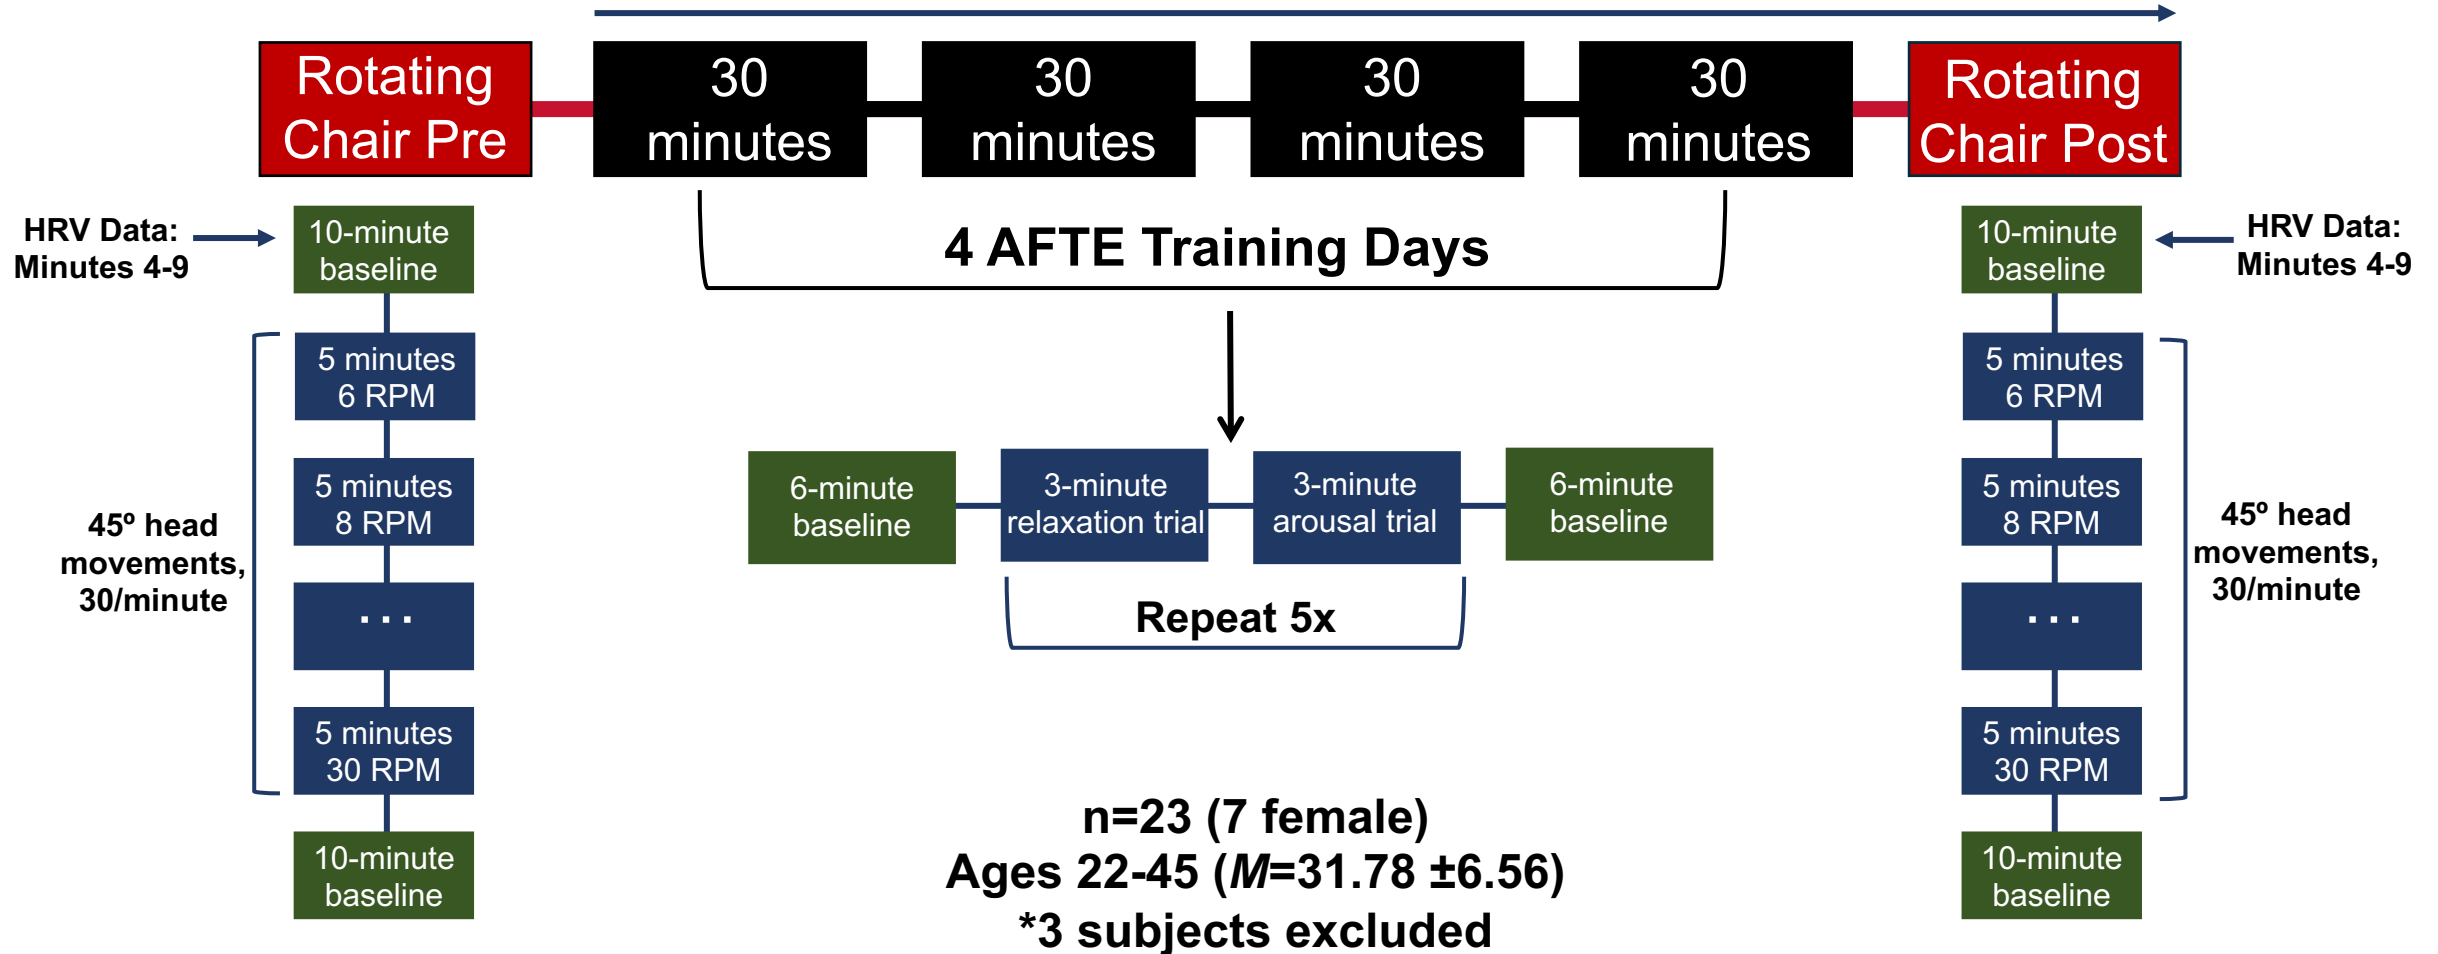 Rotating
Chair Pre
30
minutes
30
minutes
30
minutes
30
minutes
Rotating
Chair Post
HRV Data:
Minutes 4-9
10-minute
baseline
5 minutes
6 RPM
5 minutes
8 RPM
...
5 minutes
30 RPM
10-minute
baseline
45º head
movements,
30/minute
4 AFTE Training Days
6-minute
baseline
3-minute
relaxation trial
3-minute
arousal trial
6-minute
baseline
Repeat 5x
n=23 (7 female)
Ages 22-45 (M=31.78 ±6.56)
*3 subjects excluded
10-minute
baseline
HRV Data:
Minutes 4-9
5 minutes
6 RPM
5 minutes
8 RPM
...
5 minutes
30 RPM
10-minute
baseline
45º head
movements,
30/minute